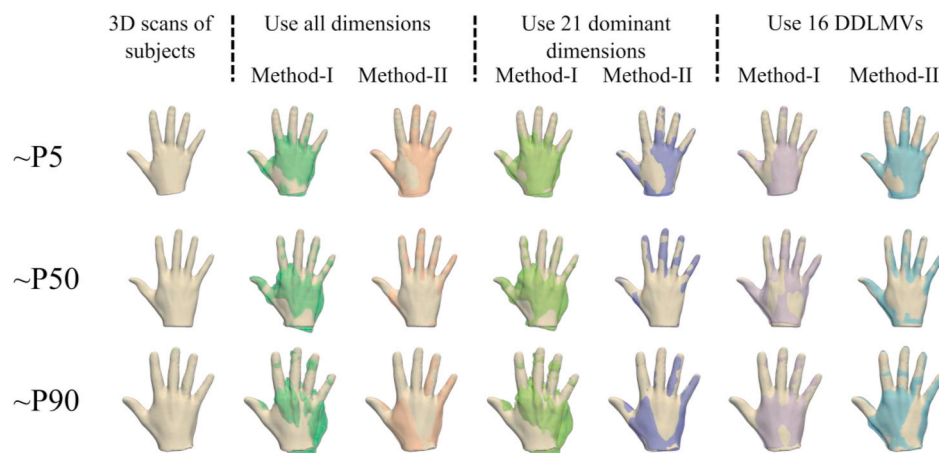 3D scans of
subjects
Use all dimensions
Use 21 dominant
dimensions
Use 16 DDLMVs
Method-I
Method-II
Method-I
Method-II
Method-I
Method-II
~P5
~P50
~P90